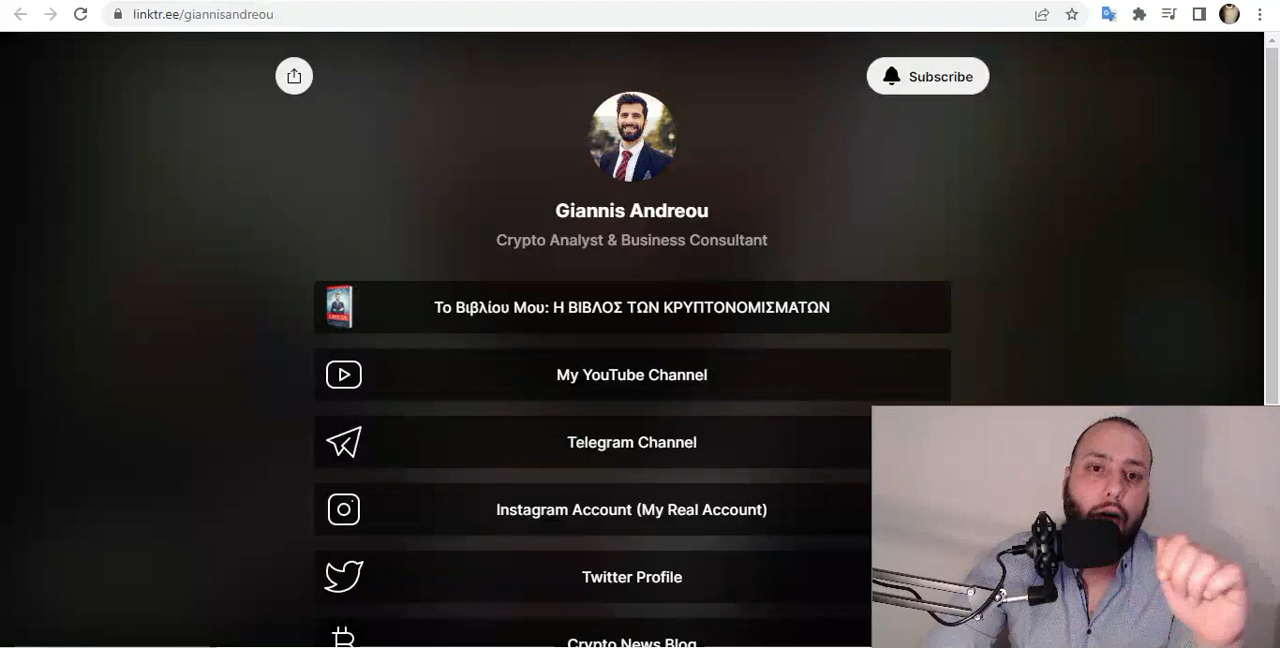 linktr.ee/giannisandreou
Subscribe
Giannis Andreou
Crypto Analyst & Business Consultant
Το Βιβλίου Μου: Η ΒΙΒΛΟΣ ΤΩΝ ΚΡΥΠΤΟΝΟΜΙΣΜΑΤΩΝ
My YouTube Channel
Telegram Channel
Instagram Account (My Real Account)
Twitter Profile
Crypto News Blog